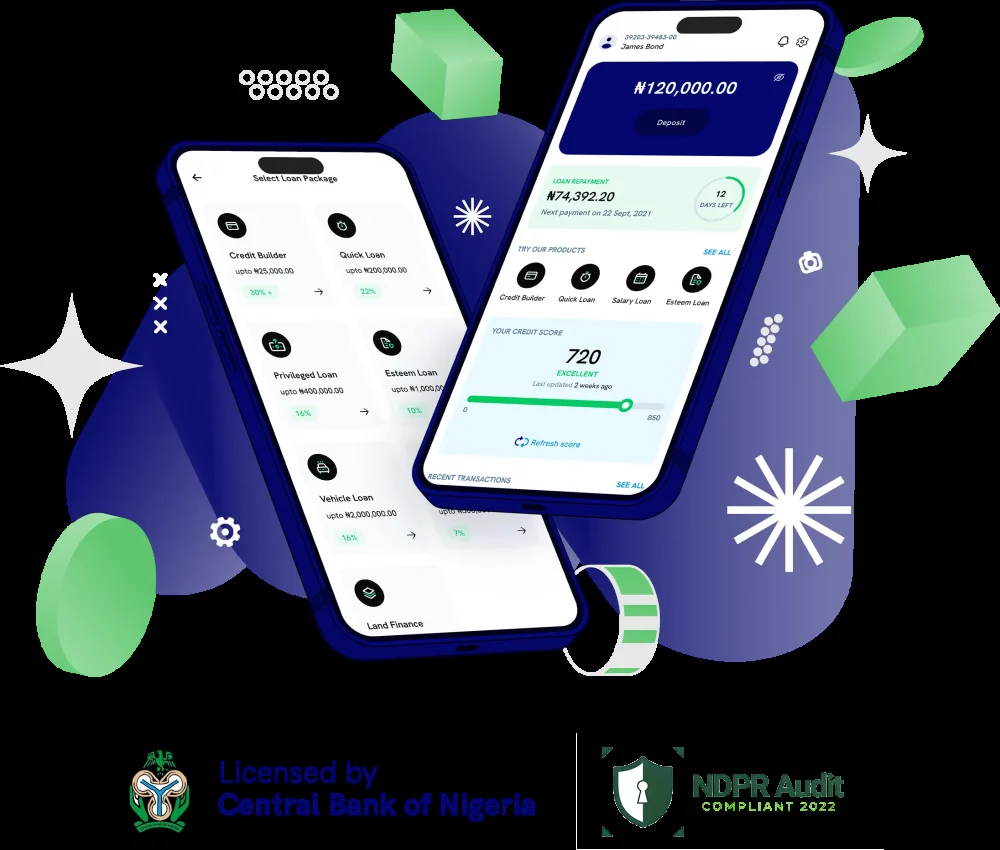 Select Loan Package
Credit Builder
upto ₦25,000.00
30% +
Quick Loan
upto ₦200,000.00
22%
Privileged Loan
upto ₦400,000.00
16%
Esteem Loan
upto ₦1,000,0
10%
Vehicle Loan
upto ₦2,000,000.00
16%
upto
7%
Land Finance
39203-39483-00
James Bond
₦120,000.00
Deposit
LOAN REPAYMENT
₦74,392.20
Next payment on 22 Sept, 2021
12
DAYS LEFT
TRY OUR PRODUCTS
SEE ALL
Credit Builder
Quick Loan
Salary Loan
Esteem Loan
YOUR CREDIT SCORE
720
EXCELLENT
Last updated 2 weeks ago
0
850
Refresh score
RECENT TRANSACTIONS
SEE ALL
Licensed by
Central Bank of Nigeria
NDPR Audit
COMPLIANT 2022